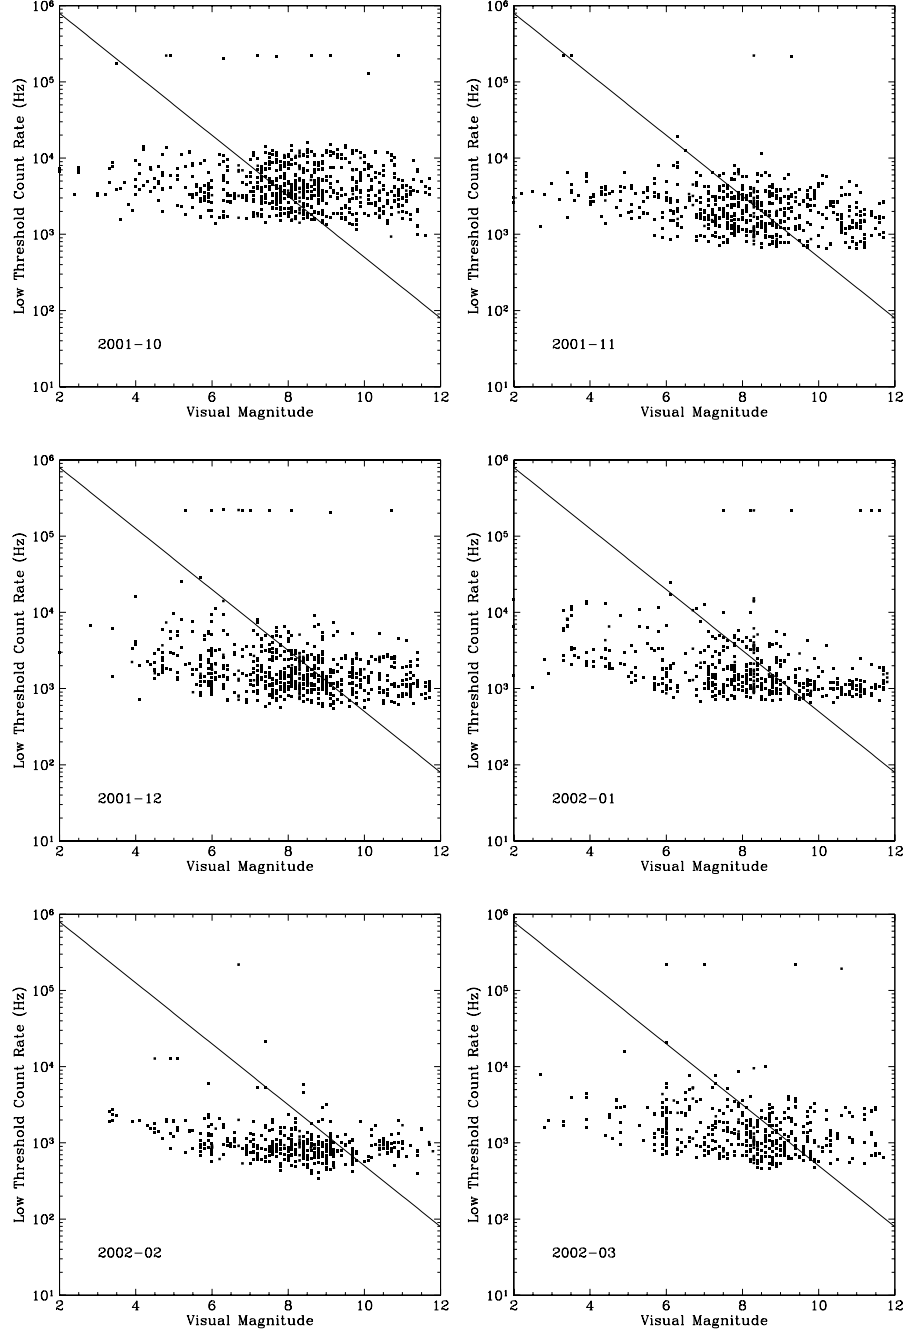 10⁶ 10⁵ 10⁴ 10³ 10² 10¹
Low Threshold Count Rate (Hz)
2001-10
2 4 6 8 10 12
Visual Magnitude
10⁶ 10⁵ 10⁴ 10³ 10² 10¹
Low Threshold Count Rate (Hz)
2001-11
2 4 6 8 10 12
Visual Magnitude
10⁶ 10⁵ 10⁴ 10³ 10² 10¹
Low Threshold Count Rate (Hz)
2001-12
2 4 6 8 10 12
Visual Magnitude
10⁶ 10⁵ 10⁴ 10³ 10² 10¹
Low Threshold Count Rate (Hz)
2002-01
2 4 6 8 10 12
Visual Magnitude
10⁶ 10⁵ 10⁴ 10³ 10² 10¹
Low Threshold Count Rate (Hz)
2002-02
2 4 6 8 10 12
Visual Magnitude
10⁶ 10⁵ 10⁴ 10³ 10² 10¹
Low Threshold Count Rate (Hz)
2002-03
2 4 6 8 10 12
Visual Magnitude